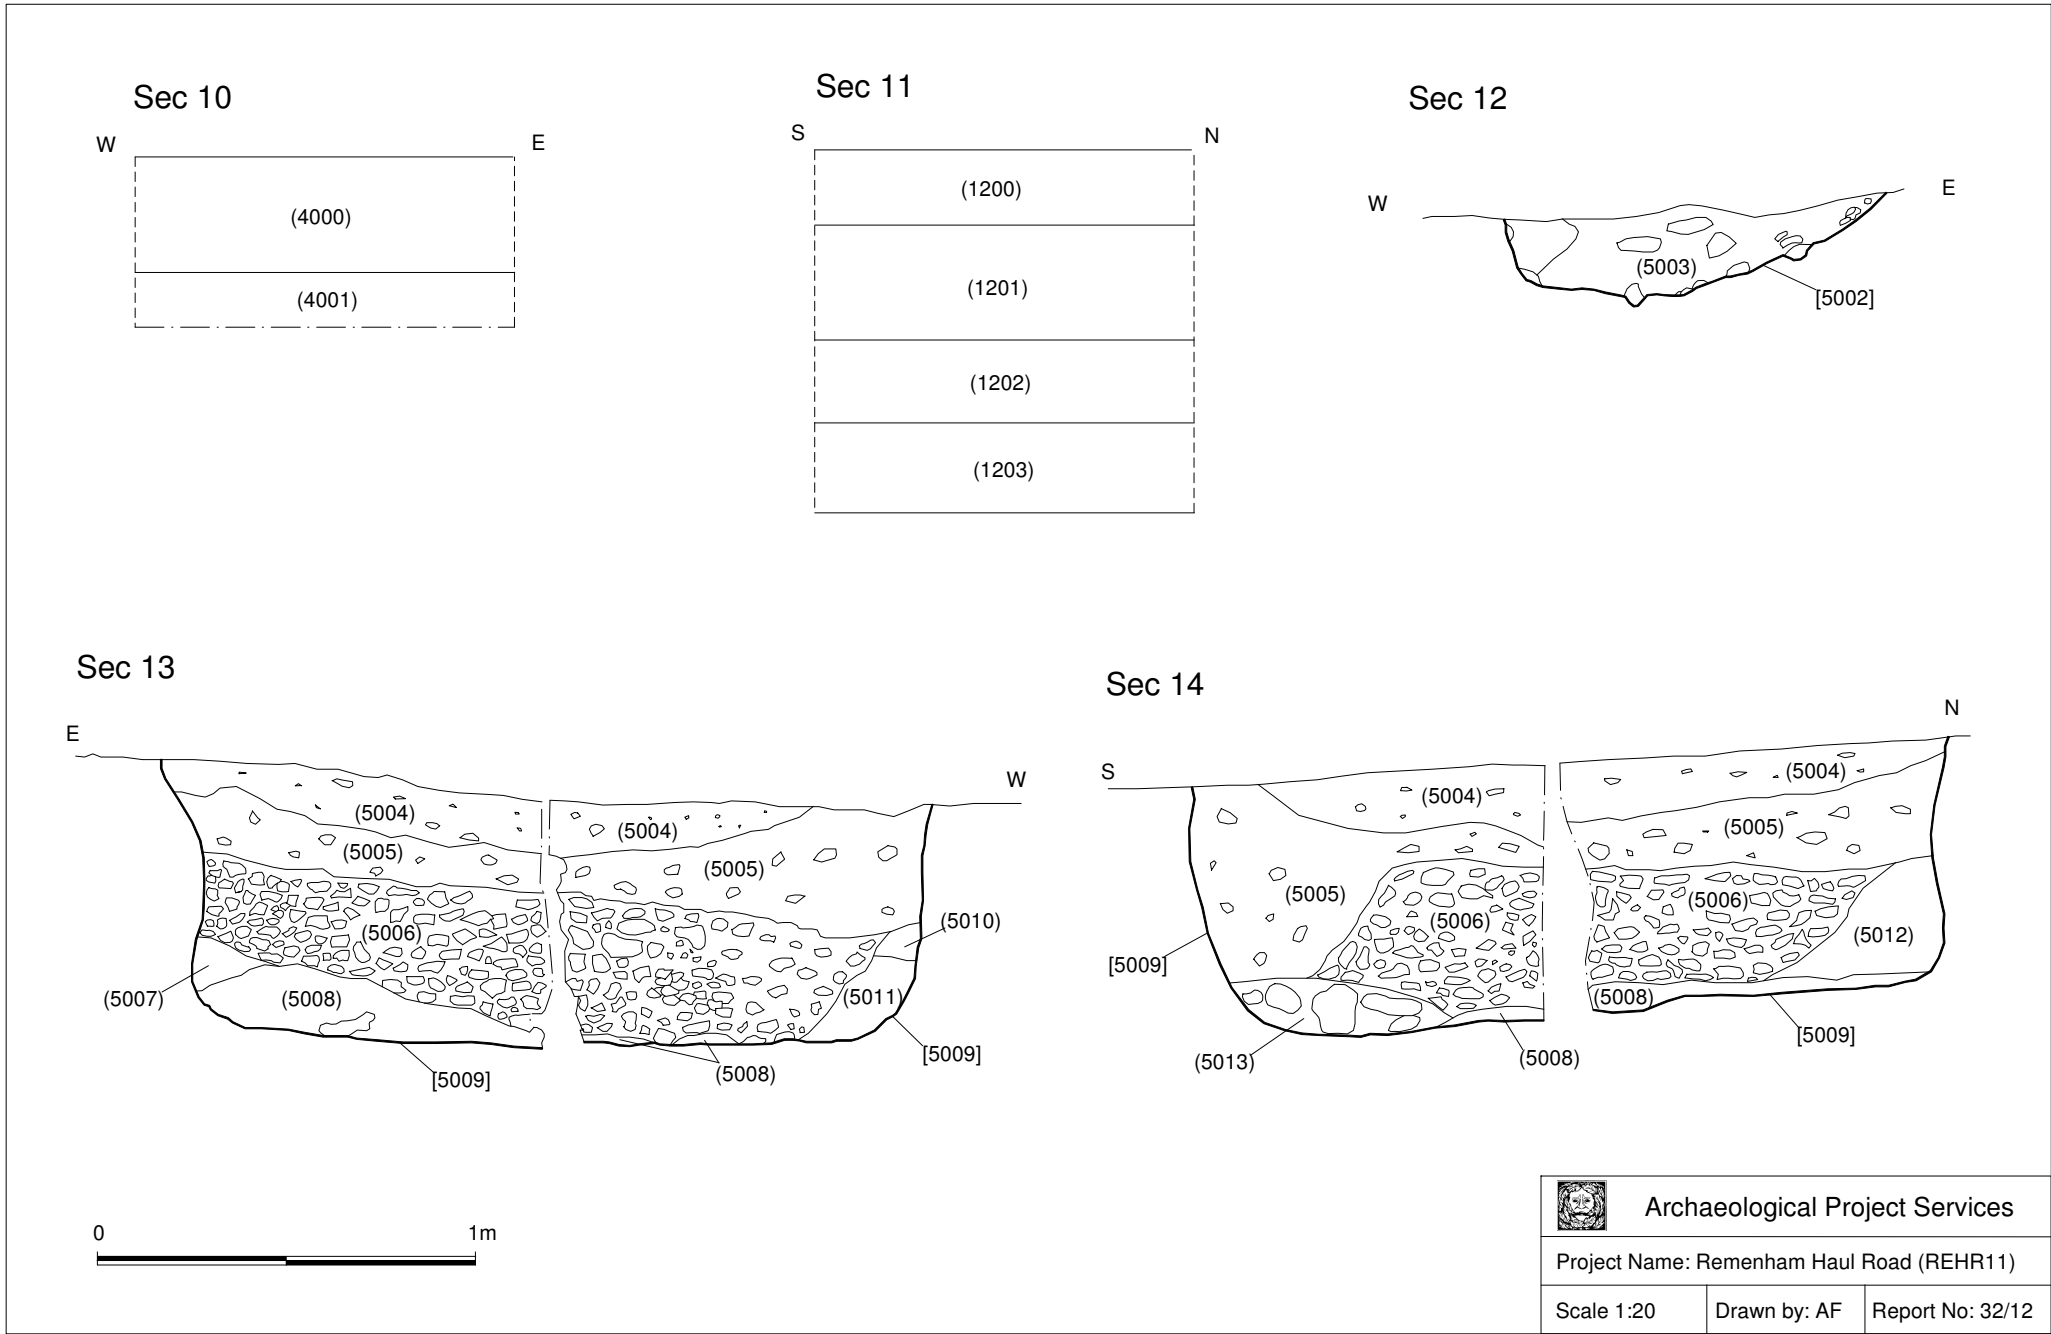 Sec 10
W E
(4000)
(4001)
Sec 11
S N
(1200)
(1201)
(1202)
(1203)
Sec 12
W E
(5003)
[5002]
Sec 13
E
W
(5004) (5004)
(5005) (5005)
(5006)
(5010)
(5007) (5008) (5011)
[5009] (5008) [5009]
Sec 14
S
N
(5004) (5004)
(5005) (5005)
(5006) (5006)
[5009] (5012)
(5008)
(5013) (5008) [5009]
0 1m
Archaeological Project Services
Project Name: Remenham Haul Road (REHR11)
Scale 1:20 Drawn by: AF Report No: 32/12